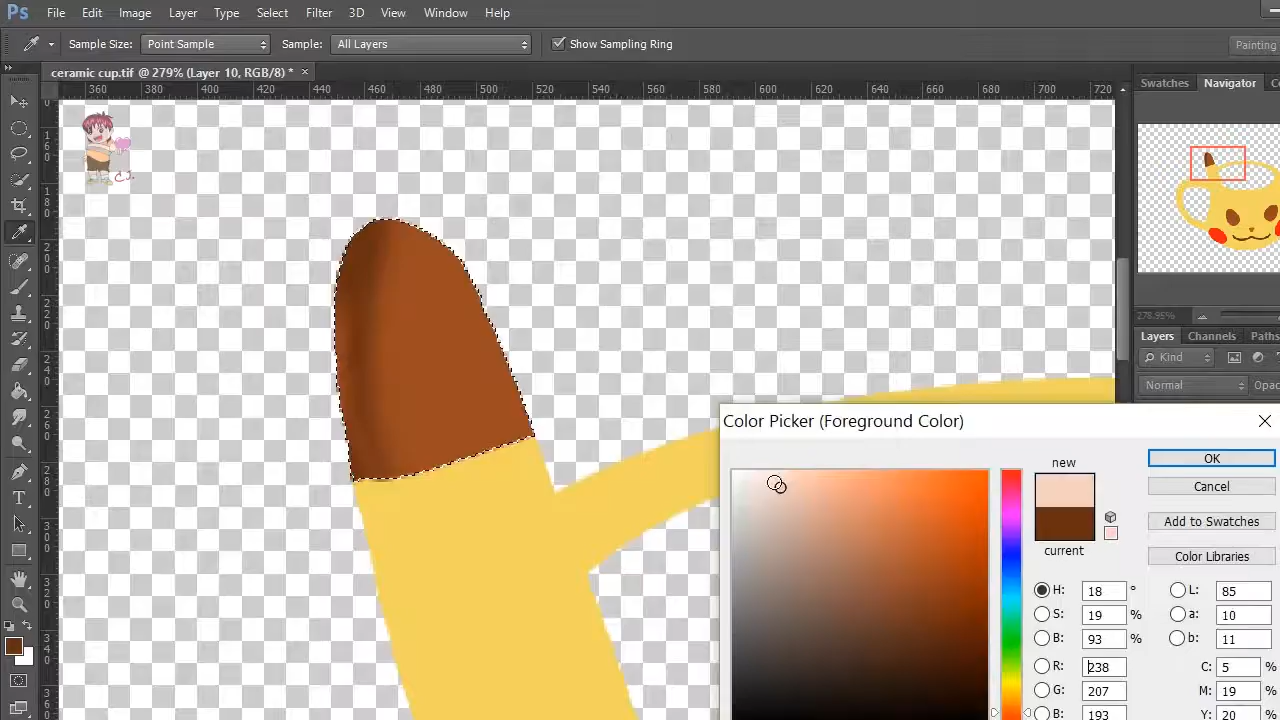 Ps File Edit Image Layer Type Select Filter 3D View Window Help
Sample Size: Point Sample Sample: All Layers Show Sampling Ring Painting
ceramic cup.tif @ 279% (Layer 10, RGB/8) * ×
360 380 400 420 440 460 480 500 520 540 560 580 600 620 640 660 680 700 720
Swatches Navigator
278.95%
Layers Channels Paths
Kind
Normal Opac
Color Picker (Foreground Color)
new
current
OK
Cancel
Add to Swatches
Color Libraries
H: 18 ° L: 85
S: 19 % a: 10
B: 93 % b: 11
R: 238 C: 5 %
G: 207 M: 19 %
B: 193 Y: 20 %